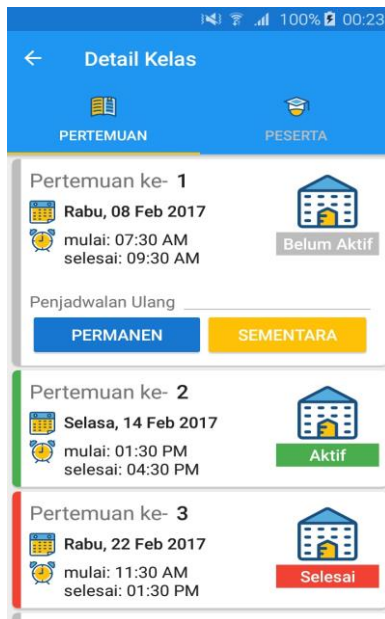 100% 00:23
Detail Kelas
PERTEMUAN PESERTA
Pertemuan ke- 1
Rabu, 08 Feb 2017
mulai: 07:30 AM
selesai: 09:30 AM
Belum Aktif
Penjadwalan Ulang
PERMANEN SEMENTARA
Pertemuan ke- 2
Selasa, 14 Feb 2017
mulai: 01:30 PM
selesai: 04:30 PM
Aktif
Pertemuan ke- 3
Rabu, 22 Feb 2017
mulai: 11:30 AM
selesai: 01:30 PM
Selesai